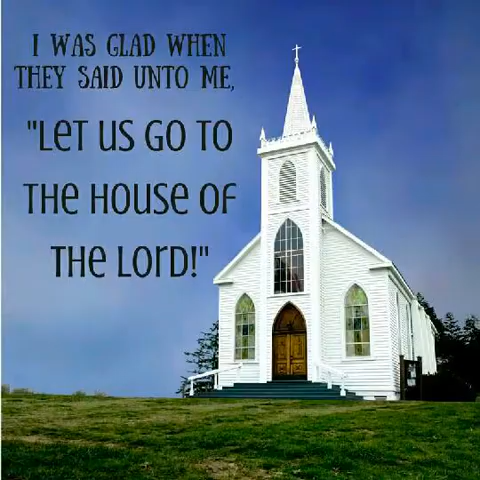 I WAS GLAD WHEN
THEY SAID UNTO ME,
"LET US GO TO
THE HOUSE OF
THE LORD!"